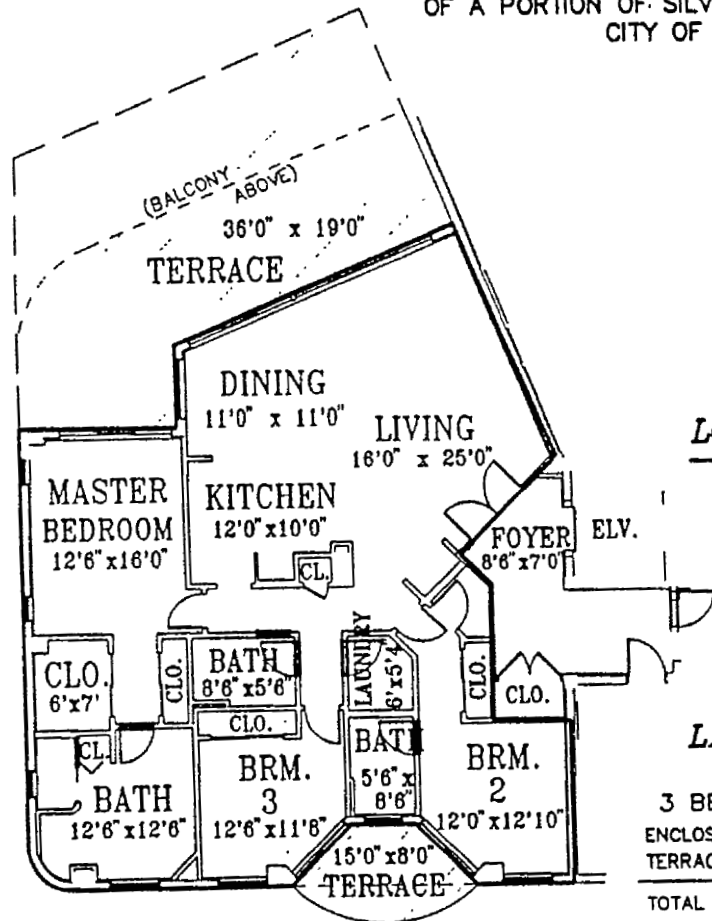 OF A PORTION OF SILV
CITY OF
(BALCONY ABOVE)
36'0" x 19'0"
TERRACE
DINING
11'0" x 11'0"
LIVING
16'0" x 25'0"
MASTER
BEDROOM
12'6" x16'0"
KITCHEN
12'0"x10'0"
CL.
FOYER
8'6"x7'0"
ELV.
CLO.
6'x7'
CLO.
BATH
8'6"x5'6"
LAUNDRY
6'x5'4
CLO.
CLO.
CLO.
CL.
BATH
12'6"x12'6"
BRM.
3
12'6"x11'8"
BAT
5'6" x
8'6"
BRM.
2
12'0"x12'10"
15'0"x8'0"
TERRACE
L
LA
3 BE
ENCLOS
TERRAC
TOTAL